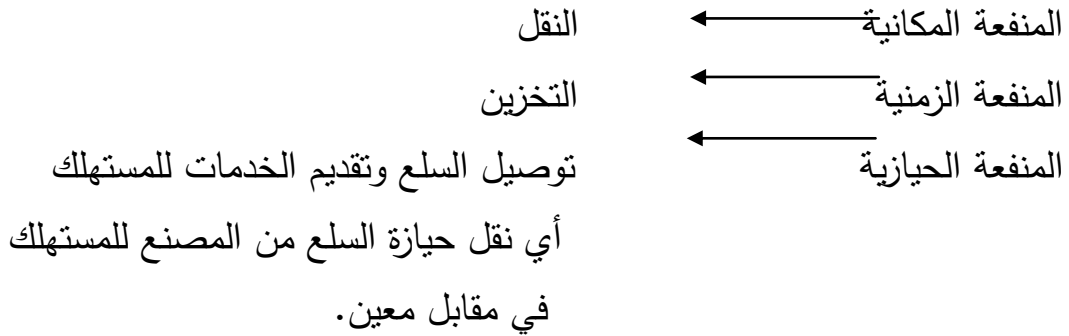 المنفعة المكانية النقل
المنفعة الزمنية التخزين
المنفعة الحيازية توصيل السلع وتقديم الخدمات للمستهلك
أي نقل حيازة السلع من المصنع للمستهلك
في مقابل معين.